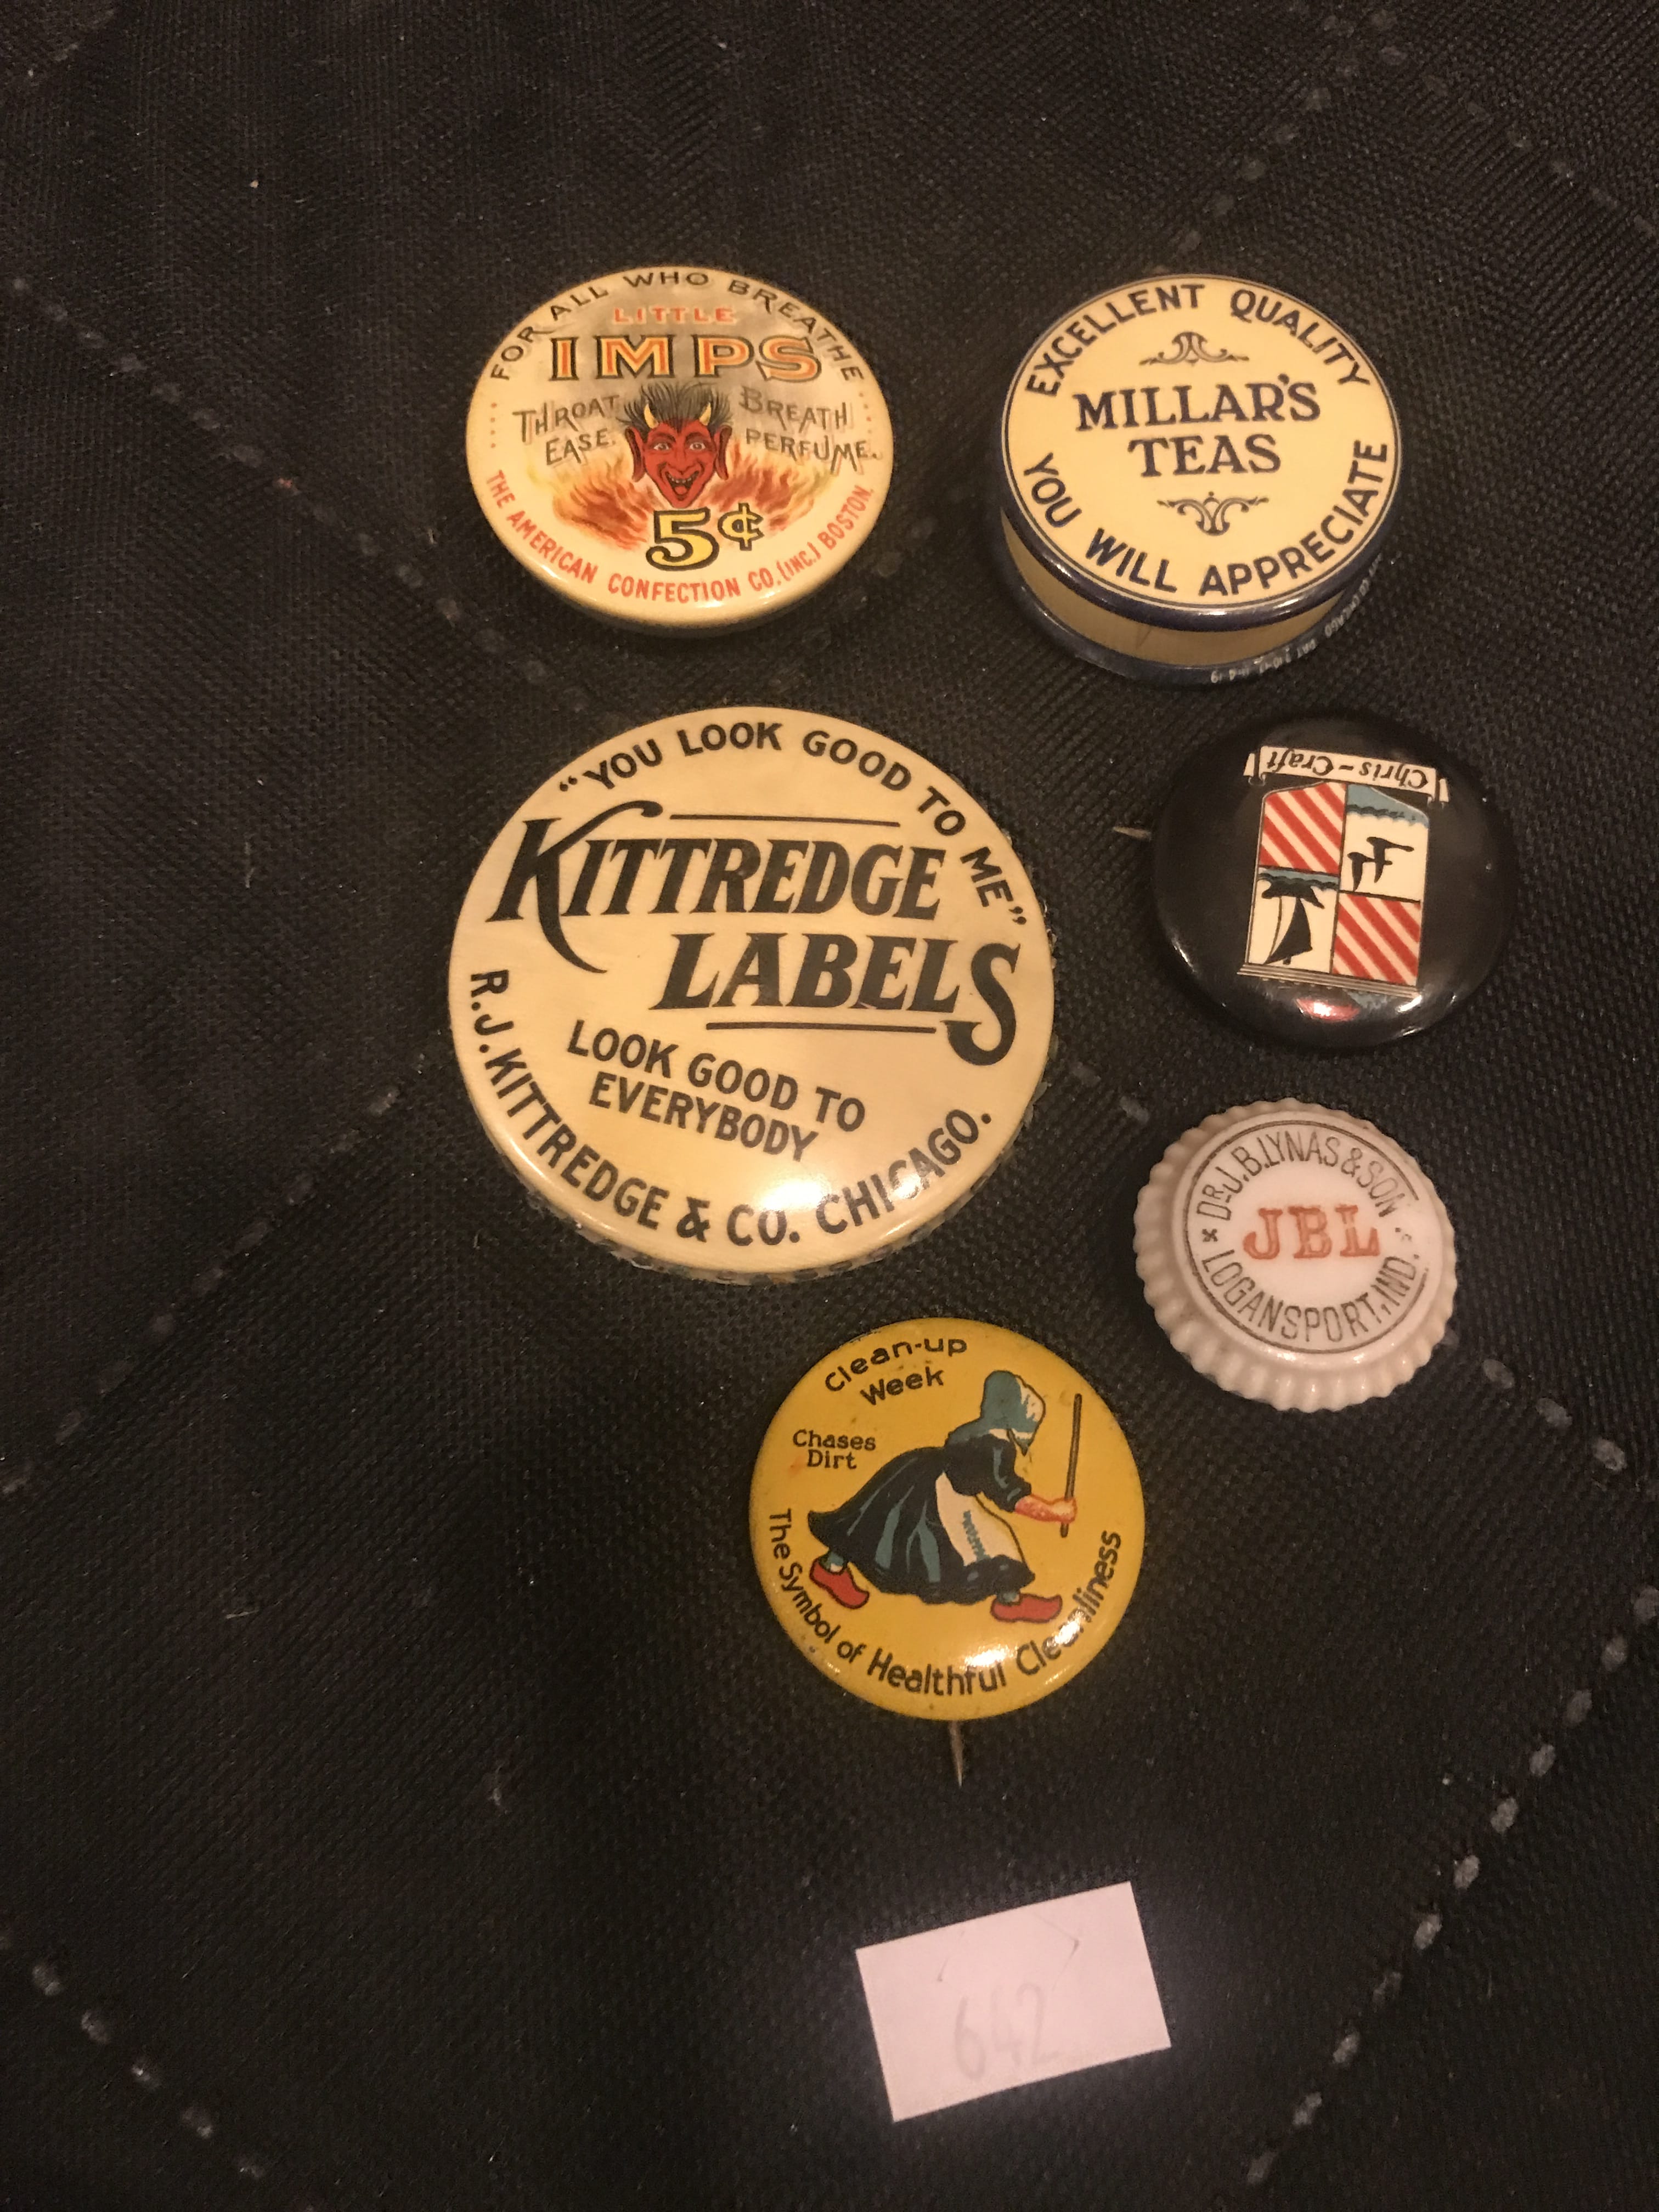 FOR ALL WHO BREATHE
LITTLE
IMPS
THROAT EASE.
BREATH PERFUME.
5¢
THE AMERICAN CONFECTION CO. (INC.) BOSTON.
EXCELLENT QUALITY
MILLAR'S
TEAS
YOU WILL APPRECIATE
"YOU LOOK GOOD TO ME"
KITTREDGE
LABELS
LOOK GOOD TO
EVERYBODY
R.J. KITTREDGE & CO. CHICAGO.
Chris-Craft
DR. J.B. LYNAS & SON
JBL
LOGANSPORT, IND.
Clean-up
Week
Chases
Dirt
The Symbol of Healthful Cleanliness
642